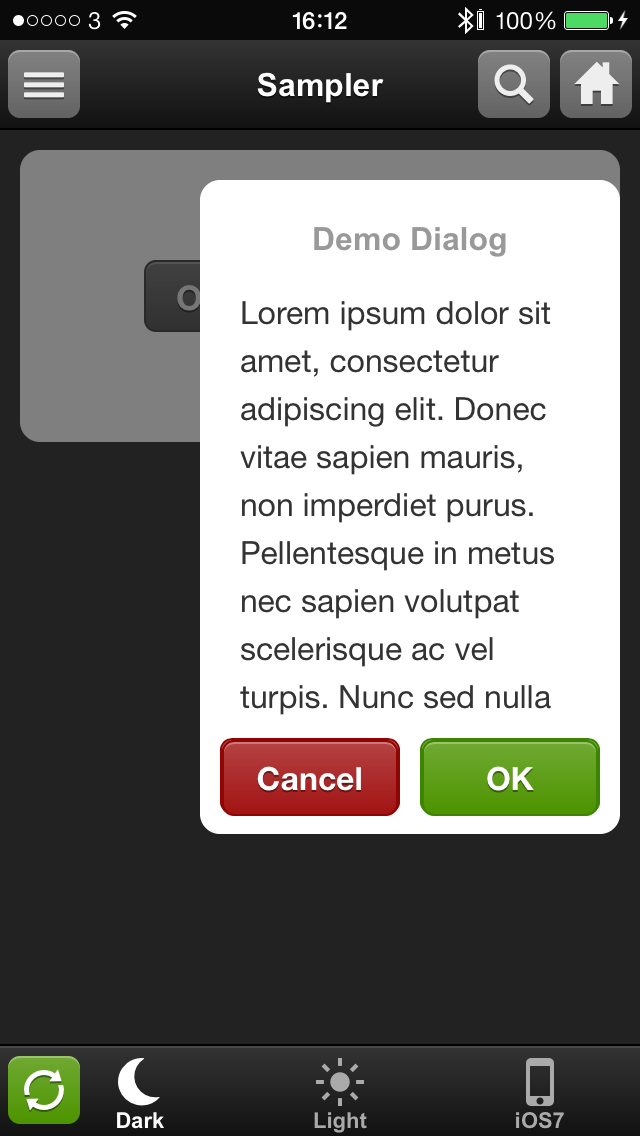 3 16:12 100%
Sampler
Demo Dialog
Lorem ipsum dolor sit
amet, consectetur
adipiscing elit. Donec
vitae sapien mauris,
non imperdiet purus.
Pellentesque in metus
nec sapien volutpat
scelerisque ac vel
turpis. Nunc sed nulla
Cancel OK
Dark Light iOS7